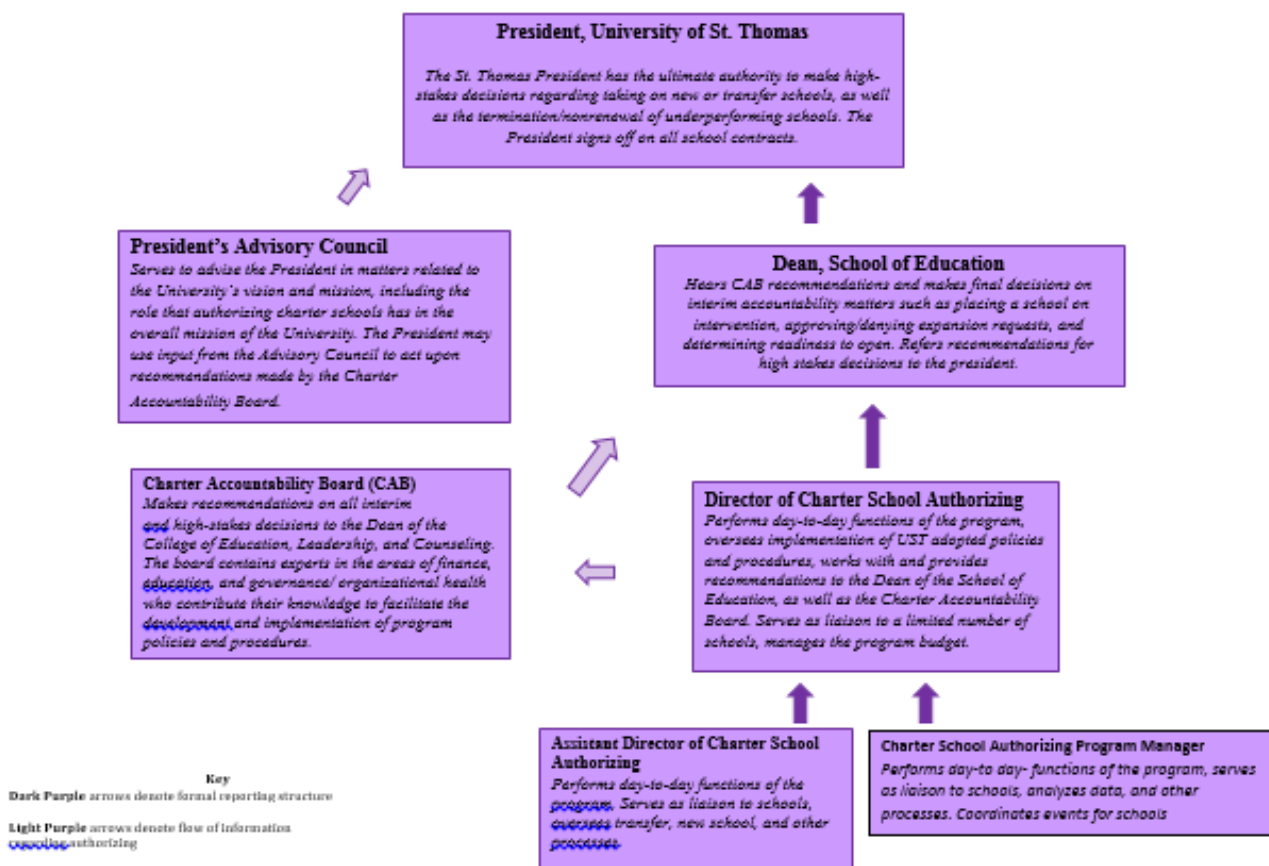 President, University of St. Thomas
The St. Thomas President has the ultimate authority to make high-
stakes decisions regarding taking on new or transfer schools, as well
as the termination/nonrenewal of underperforming schools. The
President signs off on all school contracts.
President's Advisory Council
Serves to advise the President in matters related to
the University's vision and mission, including the
role that authorizing charter schools has in the
overall mission of the University. The President may
use input from the Advisory Council to act upon
recommendations made by the Charter
Accountability Board.
Dean, School of Education
Hears CAB recommendations and makes final decisions on
interim accountability matters such as placing a school on
intervention, approving/denying expansion requests, and
determining readiness to open. Refers recommendations for
high stakes decisions to the president.
Charter Accountability Board (CAB)
Makes recommendations on all interim
and high-stakes decisions to the Dean of the
College of Education, Leadership, and Counseling.
The board contains experts in the areas of finance,
education, and governance/ organizational health
who contribute their knowledge to facilitate the
development and implementation of program
policies and procedures.
Director of Charter School Authorizing
Performs day-to-day functions of the program,
oversees implementation of UST adopted policies
and procedures, works with and provides
recommendations to the Dean of the School of
Education, as well as the Charter Accountability
Board. Serves as liaison to a limited number of
schools, manages the program budget.
Assistant Director of Charter School
Authorizing
Performs day-to-day functions of the
program. Serves as liaison to schools,
oversees transfer, new school, and other
processes.
Charter School Authorizing Program Manager
Performs day-to day- functions of the program, serves
as liaison to schools, analyzes data, and other
processes. Coordinates events for schools
Key
Dark Purple arrows denote formal reporting structure
Light Purple arrows denote flow of information
regarding authorizing